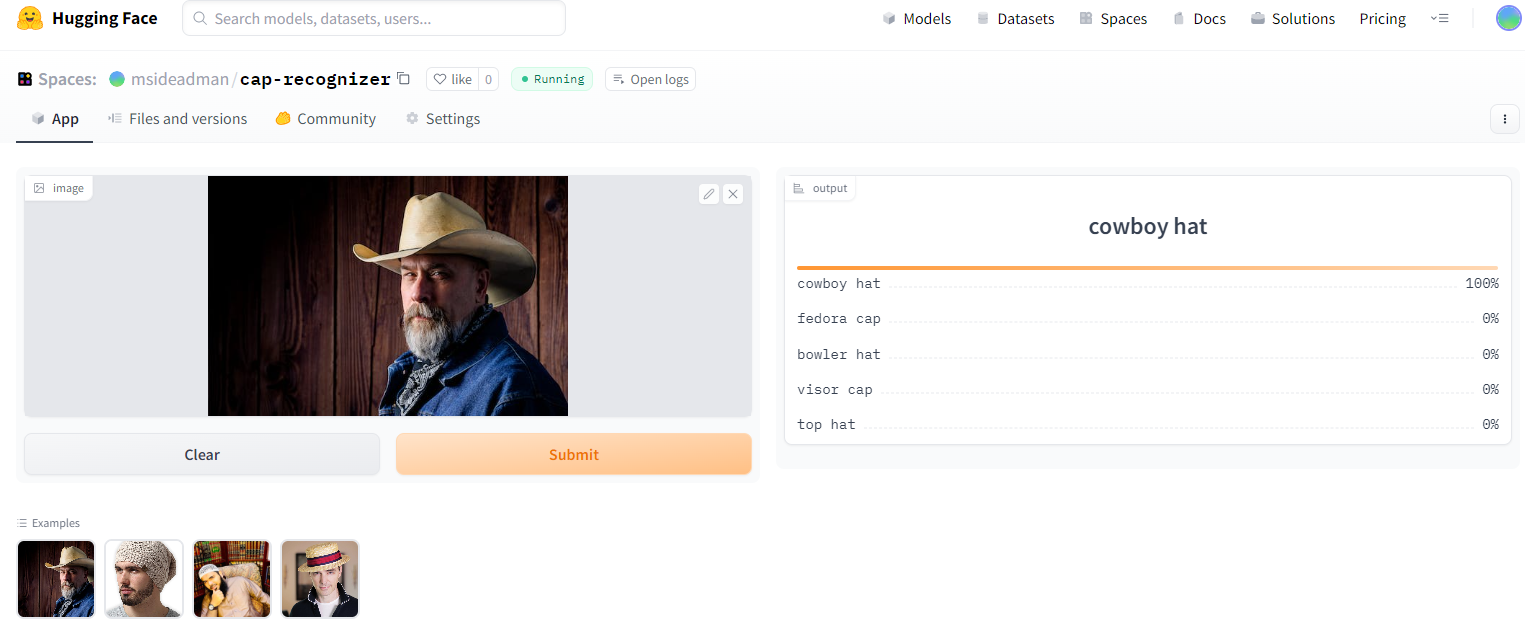 Hugging Face
Search models, datasets, users...
Models
Datasets
Spaces
Docs
Solutions
Pricing
Spaces:
msideadman/cap-recognizer
like
0
Running
Open logs
App
Files and versions
Community
Settings
image
Clear
Submit
output
cowboy hat
cowboy hat 100%
fedora cap 0%
bowler hat 0%
visor cap 0%
top hat 0%
Examples